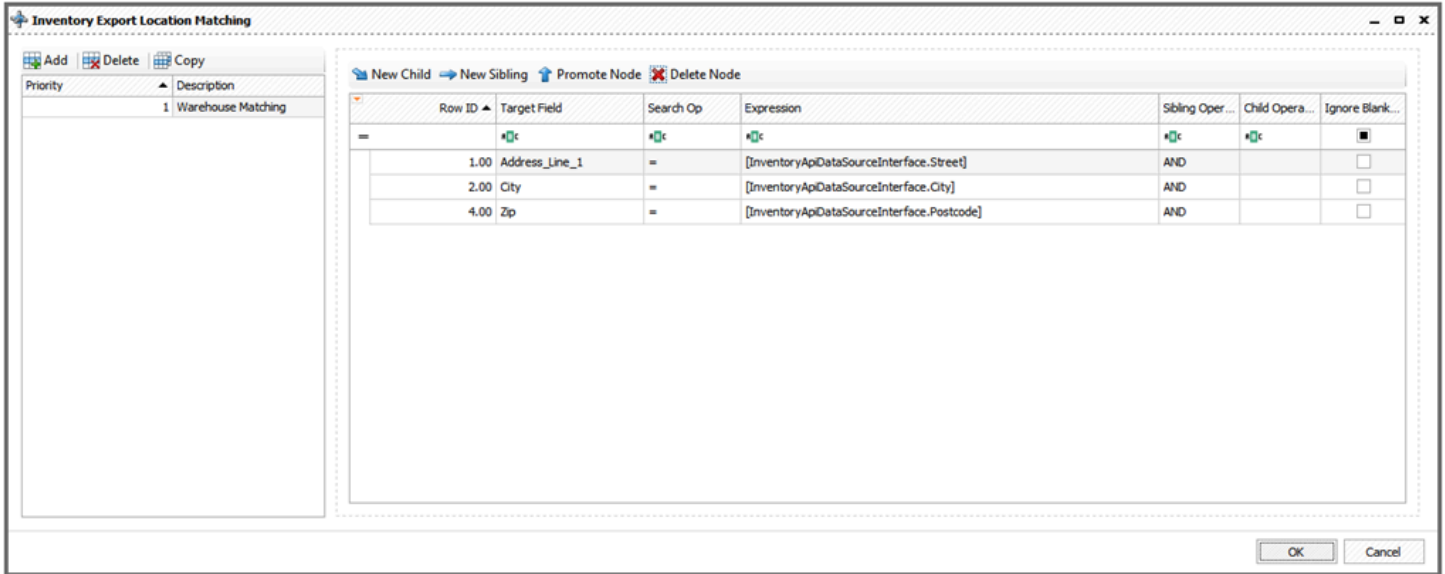 Inventory Export Location Matching
Add Delete Copy
Priority Description
1 Warehouse Matching
New Child New Sibling Promote Node Delete Node
Row ID Target Field Search Op Expression Sibling Oper... Child Opera... Ignore Blank...
=
1.00 Address_Line_1 = [InventoryApiDataSourceInterface.Street] AND
2.00 City = [InventoryApiDataSourceInterface.City] AND
4.00 Zip = [InventoryApiDataSourceInterface.Postcode] AND
OK Cancel